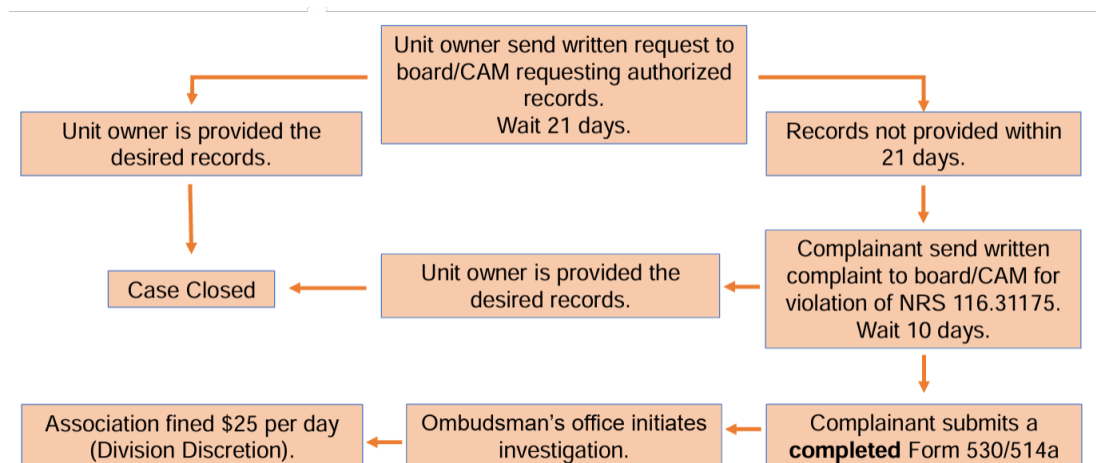 Unit owner send written request to
board/CAM requesting authorized
records.
Wait 21 days.
Unit owner is provided the
desired records.
Records not provided within
21 days.
Complainant send written
complaint to board/CAM for
violation of NRS 116.31175.
Wait 10 days.
Unit owner is provided the
desired records.
Case Closed
Association fined $25 per day
(Division Discretion).
Ombudsman's office initiates
investigation.
Complainant submits a
completed Form 530/514a